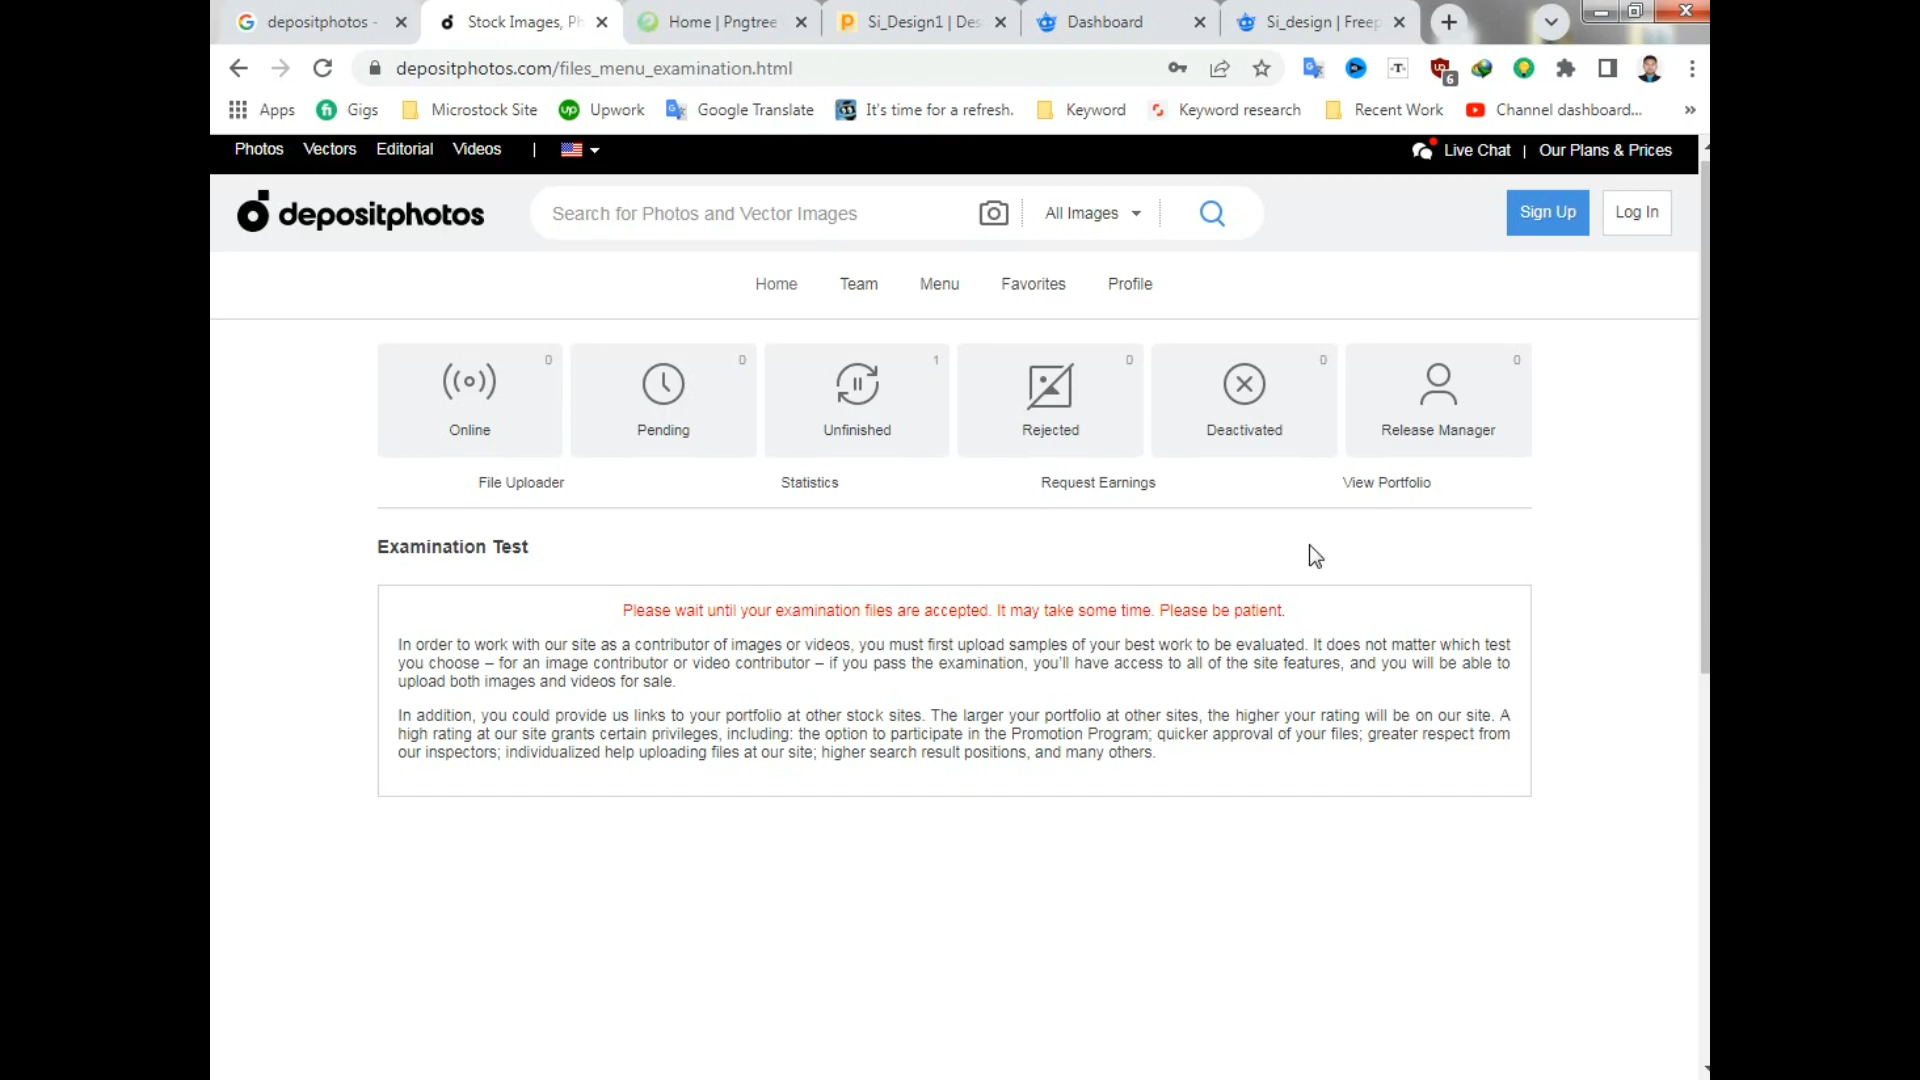 depositphotos -
Stock Images, Ph
Home | Pngtree
Si_Design1 | Des
Dashboard
Si_design | Freep
depositphotos.com/files_menu_examination.html
6
Apps
Gigs
Microstock Site
Upwork
Google Translate
It's time for a refresh.
Keyword
Keyword research
Recent Work
Channel dashboard...
»
Photos Vectors Editorial Videos |
Live Chat | Our Plans & Prices
depositphotos
Search for Photos and Vector Images
All Images
Sign Up
Log In
Home Team Menu Favorites Profile
0 0 1 0 0 0
Online Pending Unfinished Rejected Deactivated Release Manager
File Uploader Statistics Request Earnings View Portfolio
Examination Test
Please wait until your examination files are accepted. It may take some time. Please be patient.
In order to work with our site as a contributor of images or videos, you must first upload samples of your best work to be evaluated. It does not matter which test
you choose – for an image contributor or video contributor – if you pass the examination, you'll have access to all of the site features, and you will be able to
upload both images and videos for sale.
In addition, you could provide us links to your portfolio at other stock sites. The larger your portfolio at other sites, the higher your rating will be on our site. A
high rating at our site grants certain privileges, including: the option to participate in the Promotion Program; quicker approval of your files; greater respect from
our inspectors; individualized help uploading files at our site; higher search result positions, and many others.